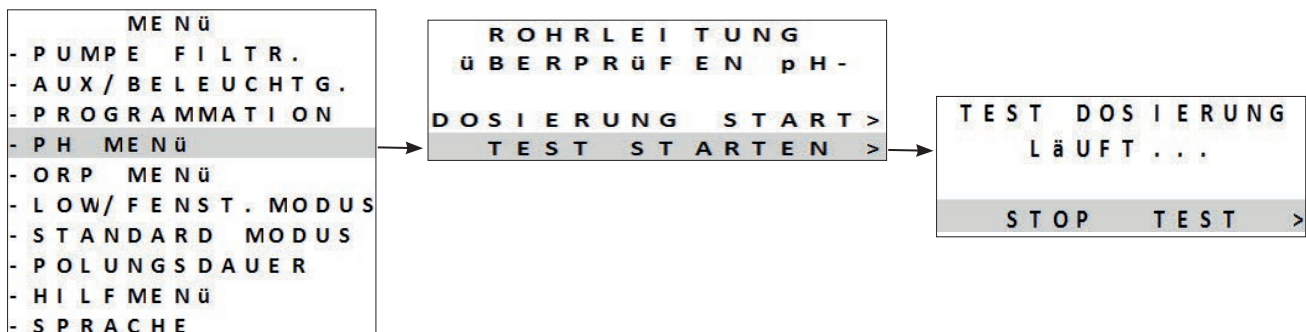 MENü
- PUMPE FILTR.
- AUX/BELEUCHTG.
- PROGRAMMATION
- PH MENü
- ORP MENü
- LOW/FENST.MODUS
- STANDARD MODUS
- POLUNGSDAUER
- HILFMENü
- SPRACHE
ROHRLEITUNG
üBERPRüFEN pH-
DOSIERUNG START>
TEST STARTEN >
TEST DOSIERUNG
LäUFT...
STOP TEST >